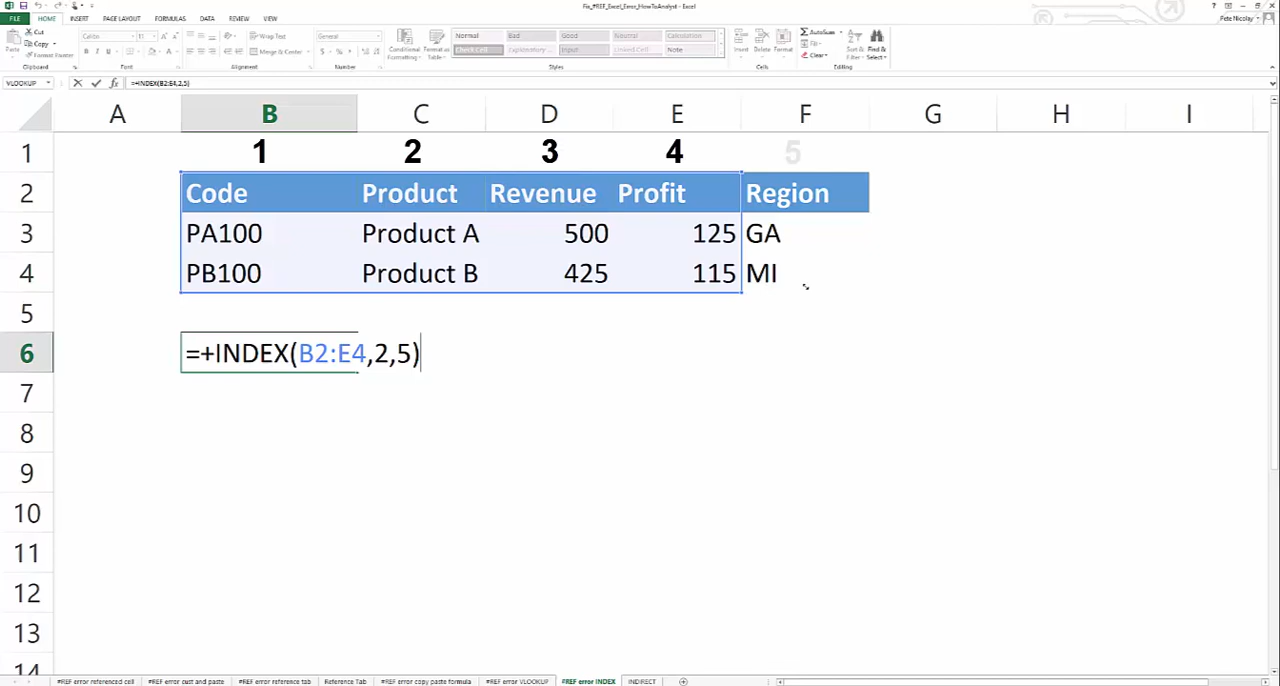 Fix_#REF_Excel_Error_HowToAnalyst - Excel
FILE HOME INSERT PAGE LAYOUT FORMULAS DATA REVIEW VIEW Pete Nicolay
Cut
Copy
Format Painter
Paste
Clipboard
Calibri 11
Font
Wrap Text
Merge & Center
Alignment
General
Number
Conditional Formatting
Format as Table
Normal Bad Good Neutral Calculation
Check Cell Explanatory ... Input Linked Cell Note
Styles
Insert Delete Format
Cells
AutoSum
Fill
Clear
Sort & Find &
Filter Select
Editing
VLOOKUP =+INDEX(B2:E4,2,5)
A B C D E F G H I
1 1 2 3 4 5
2 Code Product Revenue Profit Region
3 PA100 Product A 500 125 GA
4 PB100 Product B 425 115 MI
5
6 =+INDEX(B2:E4,2,5)
7
8
9
10
11
12
13
14
#REF error referenced cell #REF error cust and paste #REF error reference tab Reference Tab #REF error copy paste formula #REF error VLOOKUP #REF error INDEX INDIRECT